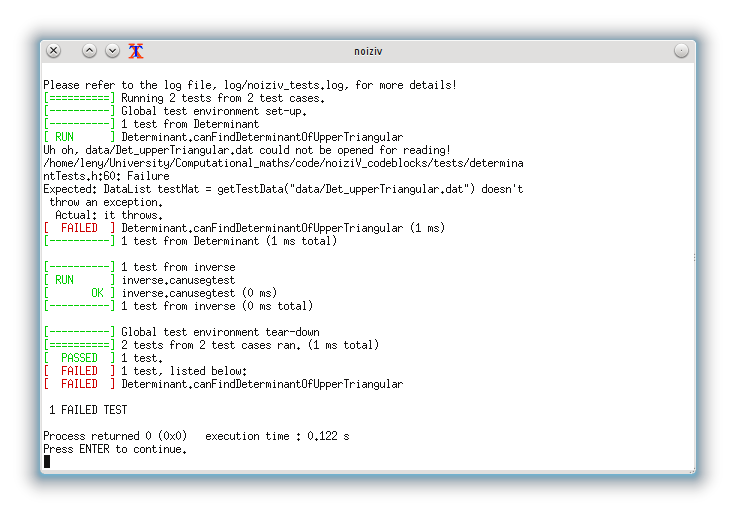 noiziv
Please refer to the log file, log/noiziv_tests.log, for more details!
[==========] Running 2 tests from 2 test cases.
[----------] Global test environment set-up.
[----------] 1 test from Determinant
[ RUN      ] Determinant.canFindDeterminantOfUpperTriangular
Uh oh, data/Det_upperTriangular.dat could not be opened for reading!
/home/leny/University/Computational_maths/code/noiziV_codeblocks/tests/determina
ntTests.h:60: Failure
Expected: DataList testMat = getTestData("data/Det_upperTriangular.dat") doesn't
 throw an exception.
  Actual: it throws.
[  FAILED  ] Determinant.canFindDeterminantOfUpperTriangular (1 ms)
[----------] 1 test from Determinant (1 ms total)
[----------] 1 test from inverse
[ RUN      ] inverse.canusegtest
[       OK ] inverse.canusegtest (0 ms)
[----------] 1 test from inverse (0 ms total)
[----------] Global test environment tear-down
[==========] 2 tests from 2 test cases ran. (1 ms total)
[  PASSED  ] 1 test.
[  FAILED  ] 1 test, listed below:
[  FAILED  ] Determinant.canFindDeterminantOfUpperTriangular
 1 FAILED TEST
Process returned 0 (0x0)   execution time : 0.122 s
Press ENTER to continue.